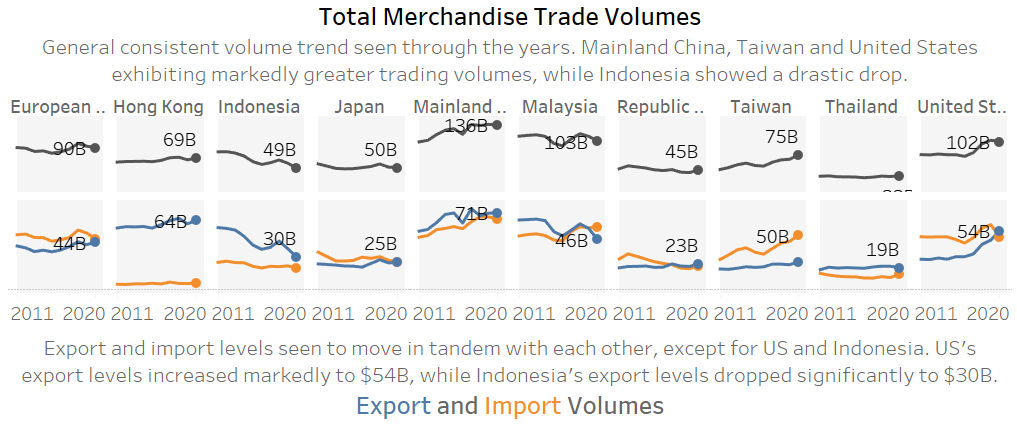 Total Merchandise Trade Volumes
General consistent volume trend seen through the years. Mainland China, Taiwan and United States
exhibiting markedly greater trading volumes, while Indonesia showed a drastic drop.
European .. Hong Kong Indonesia Japan Mainland .. Malaysia Republic .. Taiwan Thailand United St..
90B 69B 49B 50B 136B 103B 45B 75B 102B
44B 64B 30B 25B 71B 46B 23B 50B 19B 54B
2011 2020 2011 2020 2011 2020 2011 2020 2011 2020 2011 2020 2011 2020 2011 2020 2011 2020 2011 2020
Export and import levels seen to move in tandem with each other, except for US and Indonesia. US's
export levels increased markedly to $54B, while Indonesia's export levels dropped significantly to $30B.
Export and Import Volumes